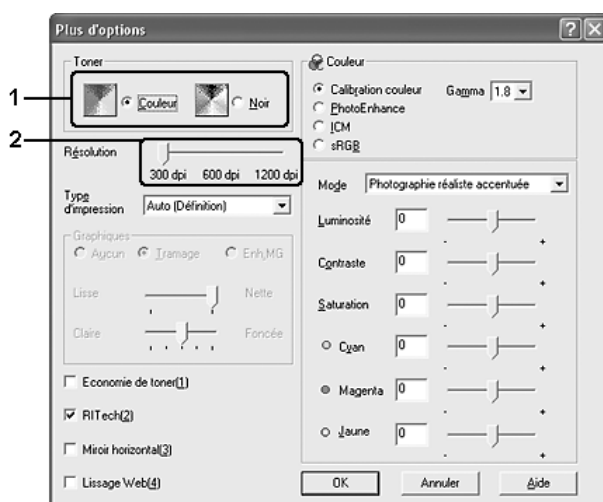 Plus d'options
Toner
1
Couleur
Noir
2
Résolution
300 dpi 600 dpi 1200 dpi
Type d'impression
Auto (Définition)
Graphiques
Aucun Tramage Enh,MG
Lisse Nette
Claire Foncée
Economie de toner(1)
RITech(2)
Miroir horizontal(3)
Lissage Web(4)
Couleur
Calibration couleur
Gamma 1.8
PhotoEnhance
ICM
sRGB
Mode Photographie réaliste accentuée
Luminosité 0
- +
Contraste 0
- +
Saturation 0
- +
Cyan 0
- +
Magenta 0
- +
Jaune 0
- +
OK Annuler Aide